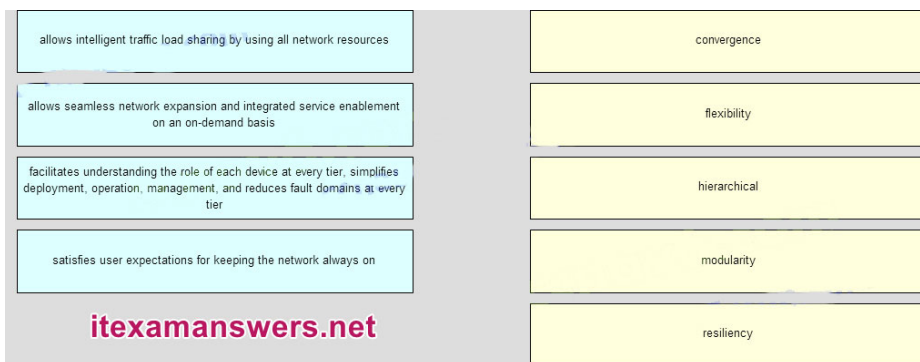 allows intelligent traffic load sharing by using all network resources
convergence
allows seamless network expansion and integrated service enablement
on an on-demand basis
flexibility
facilitates understanding the role of each device at every tier, simplifies
deployment, operation, management, and reduces fault domains at every
tier
hierarchical
satisfies user expectations for keeping the network always on
modularity
itexamanswers.net
resiliency